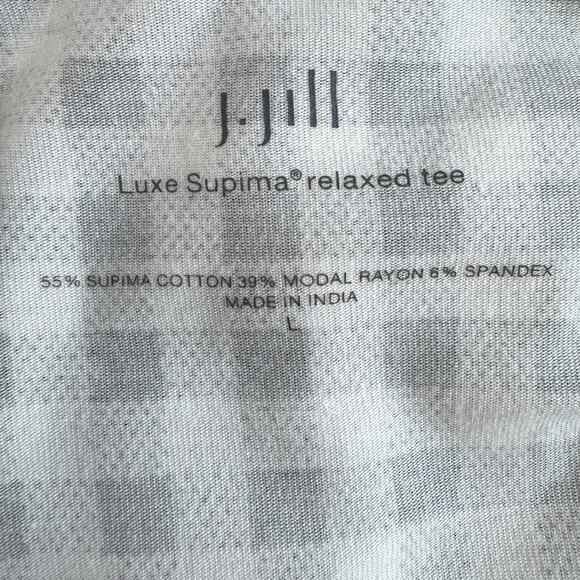 J.Jill
Luxe Supima® relaxed tee
55% SUPIMA COTTON 39% MODAL RAYON 6% SPANDEX
MADE IN INDIA
L